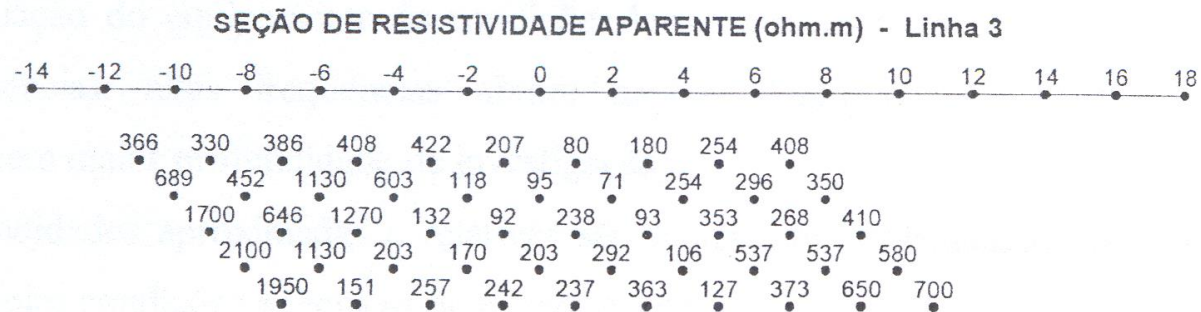 SEÇÃO DE RESISTIVIDADE APARENTE (ohm.m) - Linha 3
-14 -12 -10 -8 -6 -4 -2 0 2 4 6 8 10 12 14 16 18
366 330 386 408 422 207 80 180 254 408
689 452 1130 603 118 95 71 254 296 350
1700 646 1270 132 92 238 93 353 268 410
2100 1130 203 170 203 292 106 537 537 580
1950 151 257 242 237 363 127 373 650 700